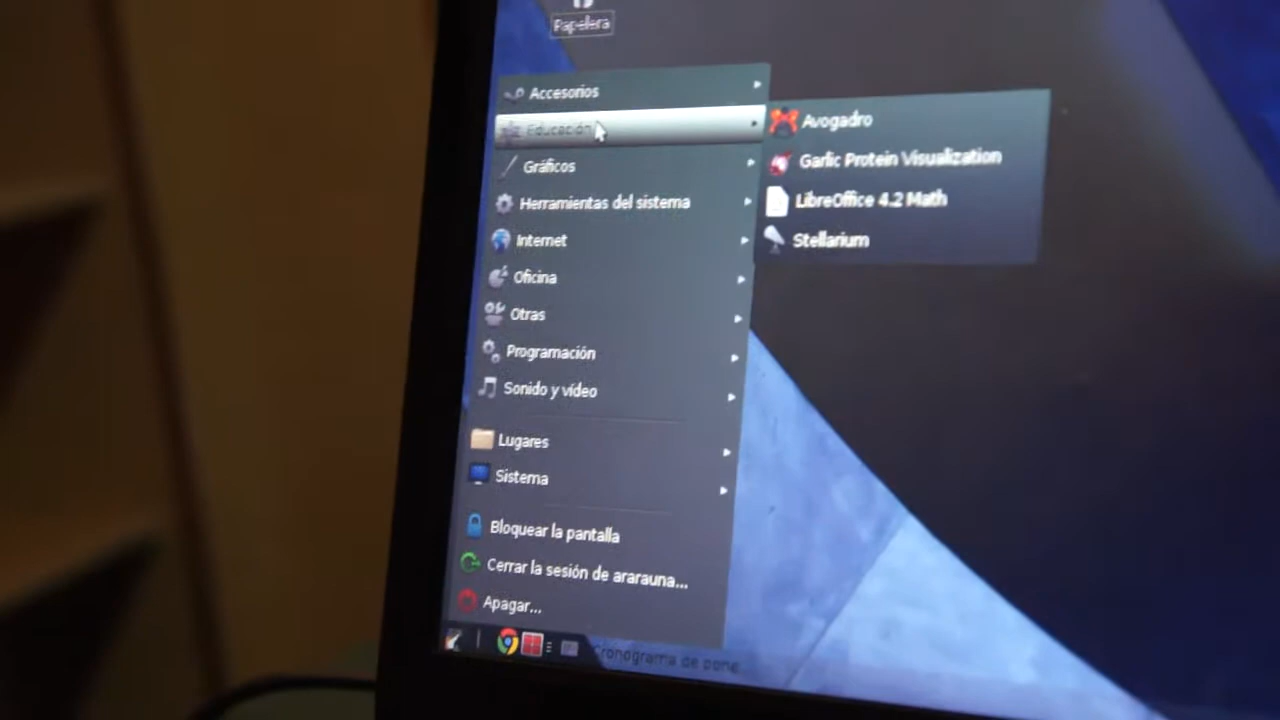 Papelera
Accesorios
Educación
Gráficos
Herramientas del sistema
Internet
Oficina
Otras
Programación
Sonido y vídeo
Lugares
Sistema
Bloquear la pantalla
Cerrar la sesión de ararauna...
Apagar...
Avogadro
Garlic Protein Visualization
LibreOffice 4.2 Math
Stellarium
Cronograma de pone